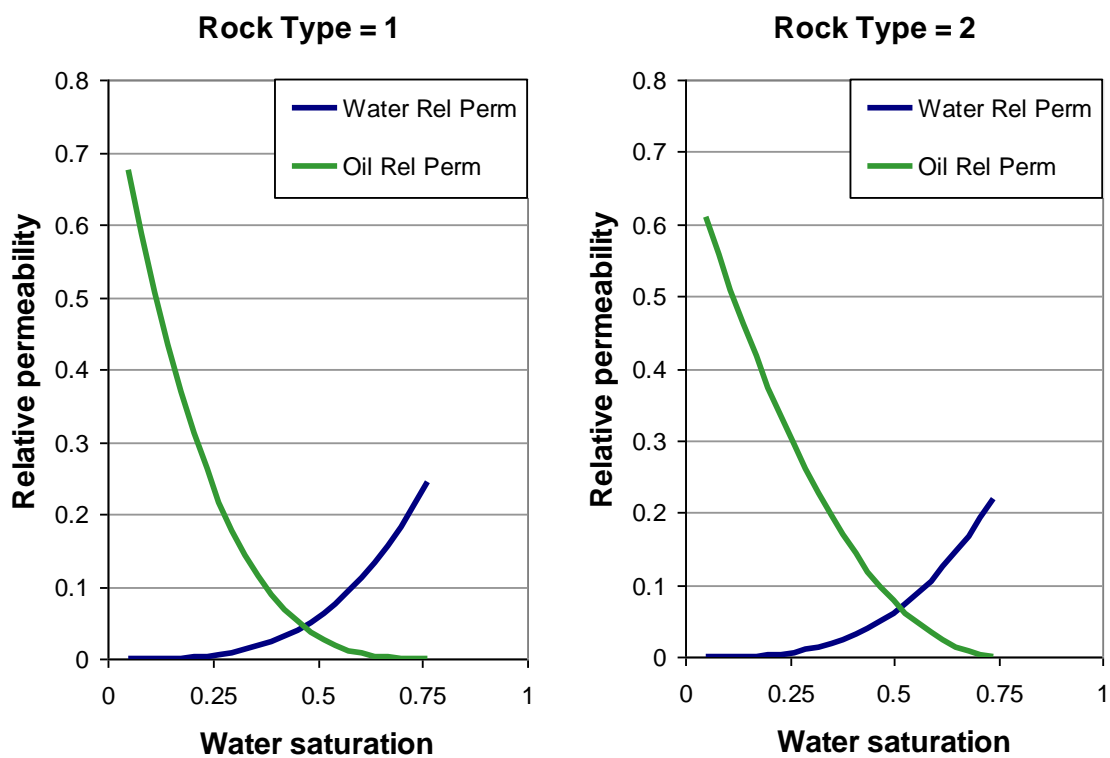 Rock Type = 1
0.8
0.7
0.6
0.5
0.4
0.3
0.2
0.1
0
Relative permeability
Water Rel Perm
Oil Rel Perm
0 0.25 0.5 0.75 1
Water saturation
Rock Type = 2
0.8
0.7
0.6
0.5
0.4
0.3
0.2
0.1
0
Relative permeability
Water Rel Perm
Oil Rel Perm
0 0.25 0.5 0.75 1
Water saturation